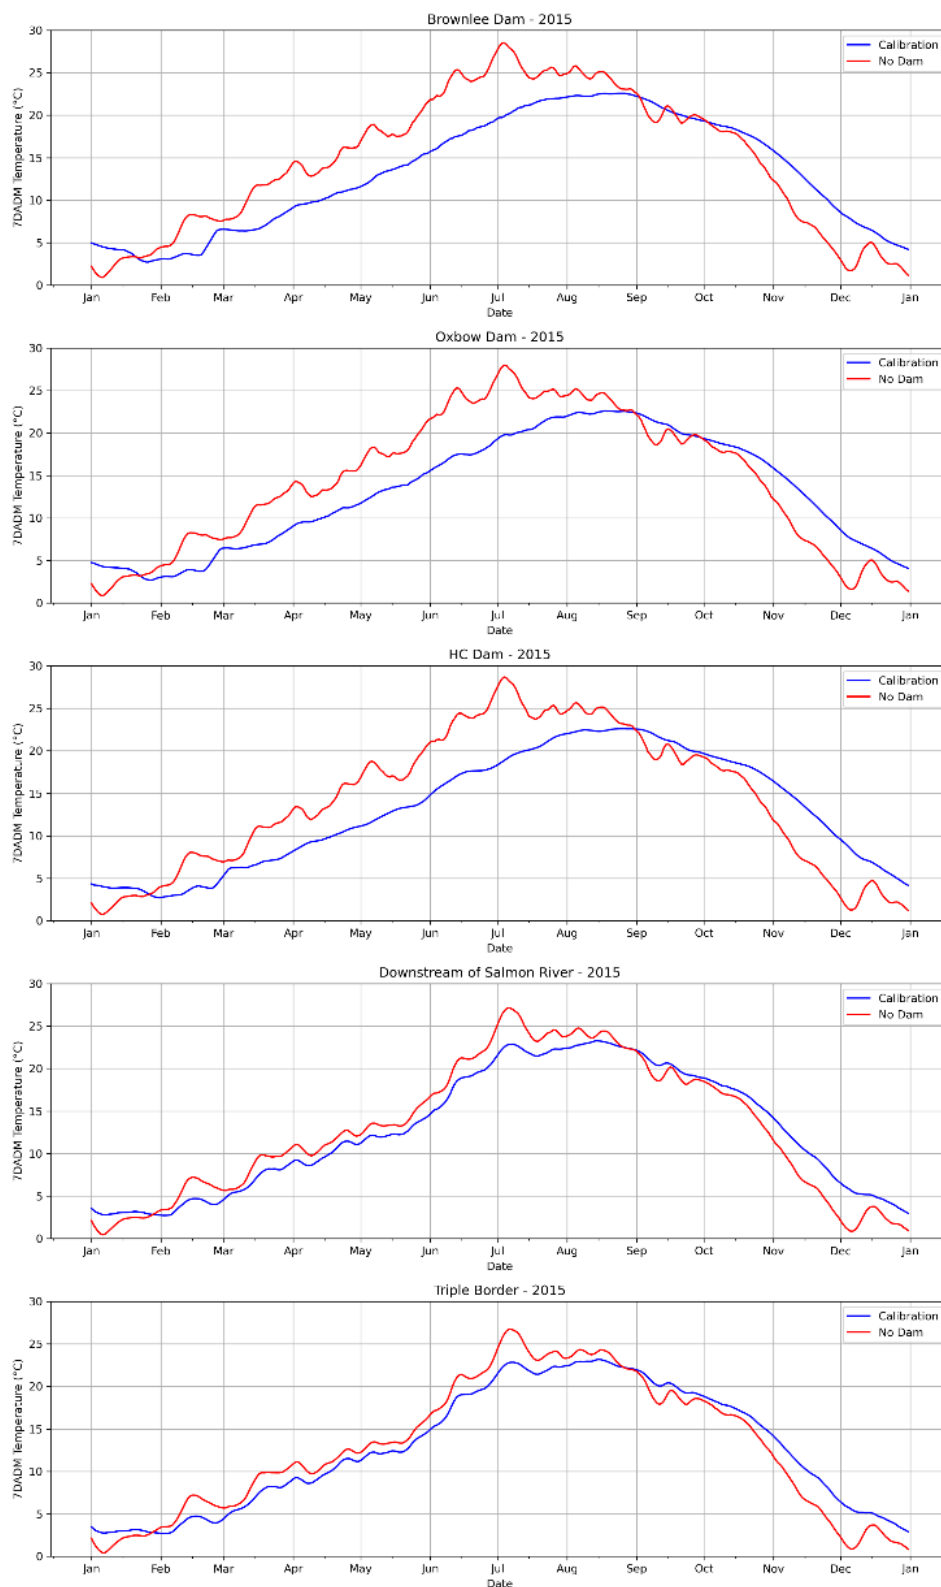 Brownlee Dam - 2015
30
25
20
15
10
5
0
7DADM Temperature (°C)
Calibration
No Dam
Jan Feb Mar Apr May Jun Jul Aug Sep Oct Nov Dec Jan
Date
Oxbow Dam - 2015
30
25
20
15
10
5
0
7DADM Temperature (°C)
Calibration
No Dam
Jan Feb Mar Apr May Jun Jul Aug Sep Oct Nov Dec Jan
Date
HC Dam - 2015
30
25
20
15
10
5
0
7DADM Temperature (°C)
Calibration
No Dam
Jan Feb Mar Apr May Jun Jul Aug Sep Oct Nov Dec Jan
Date
Downstream of Salmon River - 2015
30
25
20
15
10
5
0
7DADM Temperature (°C)
Calibration
No Dam
Jan Feb Mar Apr May Jun Jul Aug Sep Oct Nov Dec Jan
Date
Triple Border - 2015
30
25
20
15
10
5
0
7DADM Temperature (°C)
Calibration
No Dam
Jan Feb Mar Apr May Jun Jul Aug Sep Oct Nov Dec Jan
Date